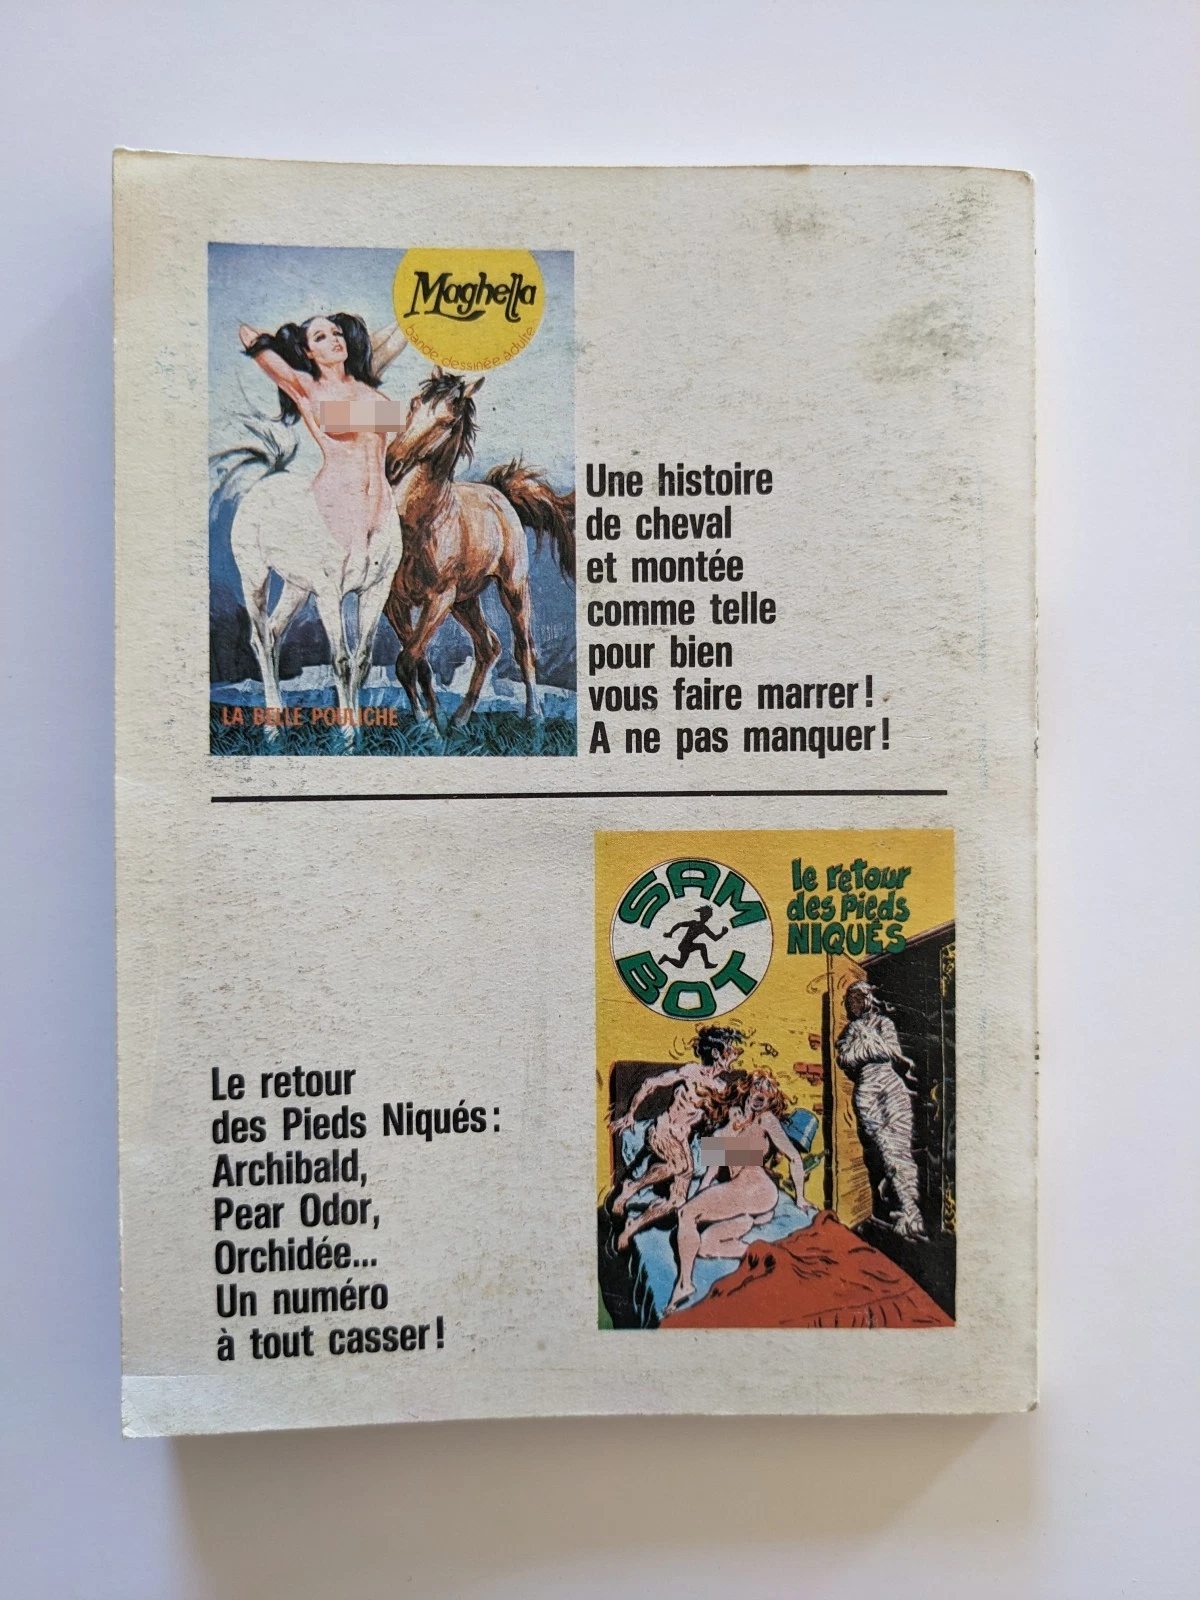 Maghella
bande dessinée adulte
LA BELLE POULICHE
Une histoire
de cheval
et montée
comme telle
pour bien
vous faire marrer !
A ne pas manquer !
SAM
BOT
le retour
des pieds
NIQUÉS
Le retour
des Pieds Niqués :
Archibald,
Pear Odor,
Orchidée...
Un numéro
à tout casser !